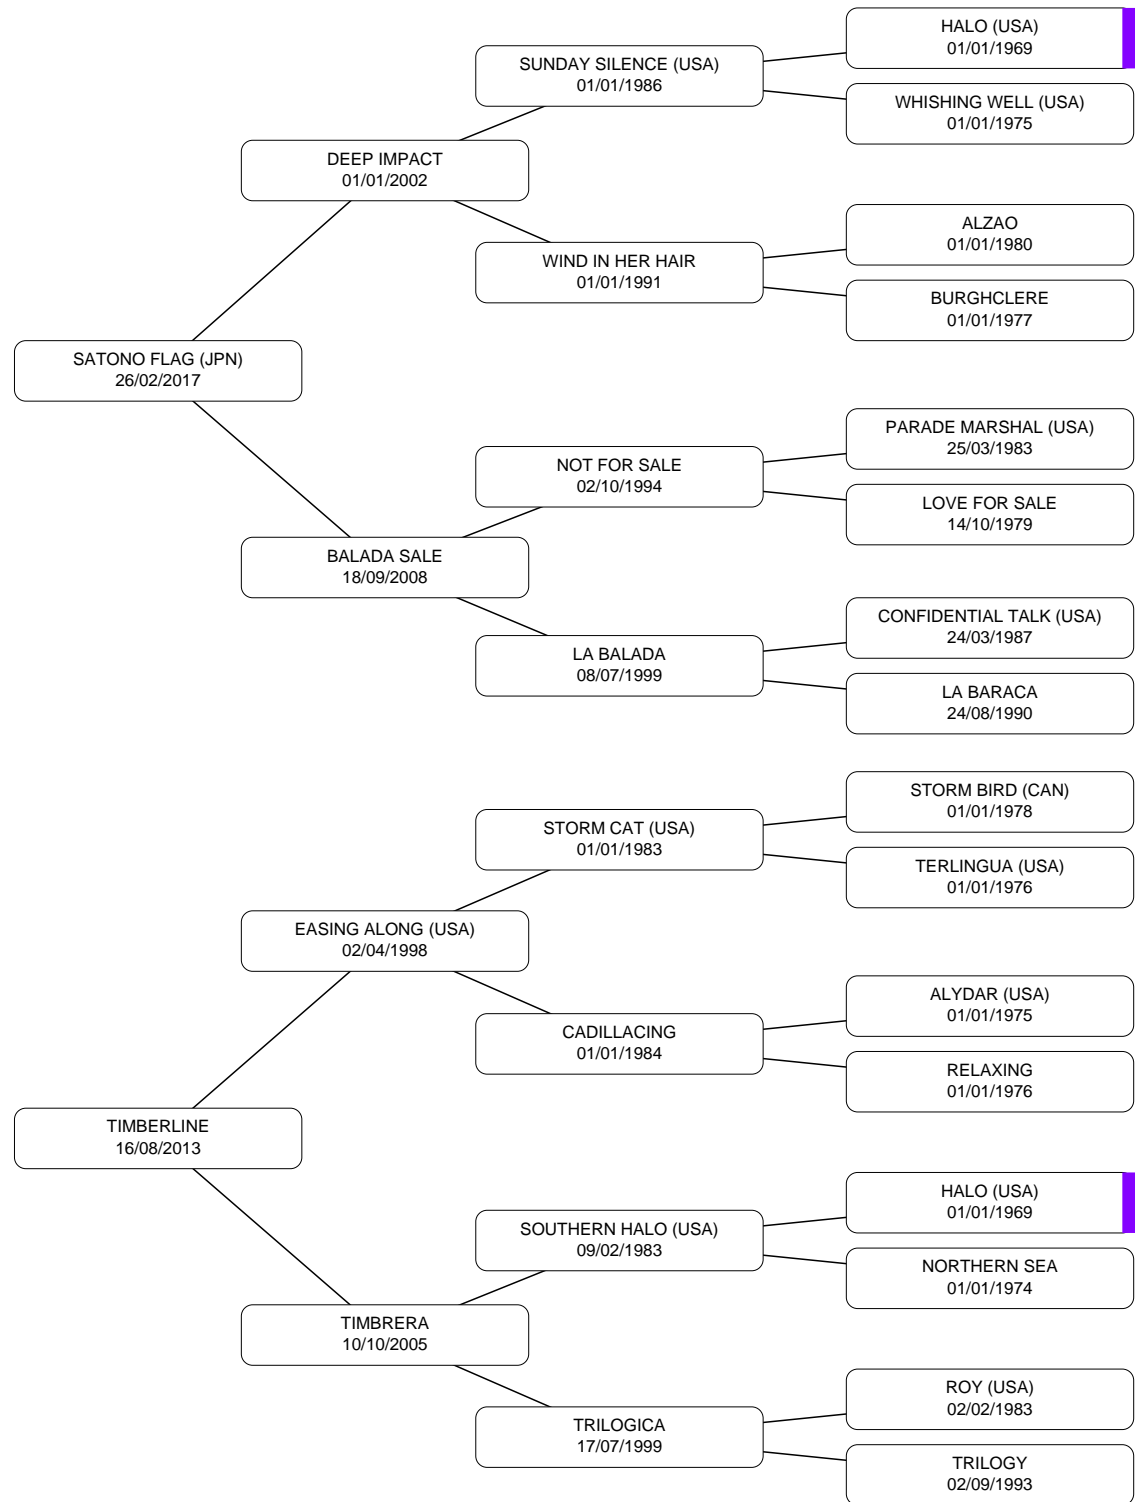 HALO (USA)
01/01/1969
SUNDAY SILENCE (USA)
01/01/1986
WHISHING WELL (USA)
01/01/1975
DEEP IMPACT
01/01/2002
ALZAO
01/01/1980
WIND IN HER HAIR
01/01/1991
BURGHCLERE
01/01/1977
SATONO FLAG (JPN)
26/02/2017
PARADE MARSHAL (USA)
25/03/1983
NOT FOR SALE
02/10/1994
LOVE FOR SALE
14/10/1979
BALADA SALE
18/09/2008
CONFIDENTIAL TALK (USA)
24/03/1987
LA BALADA
08/07/1999
LA BARACA
24/08/1990
STORM BIRD (CAN)
01/01/1978
STORM CAT (USA)
01/01/1983
TERLINGUA (USA)
01/01/1976
EASING ALONG (USA)
02/04/1998
ALYDAR (USA)
01/01/1975
CADILLACING
01/01/1984
RELAXING
01/01/1976
TIMBERLINE
16/08/2013
HALO (USA)
01/01/1969
SOUTHERN HALO (USA)
09/02/1983
NORTHERN SEA
01/01/1974
TIMBRERA
10/10/2005
ROY (USA)
02/02/1983
TRILOGICA
17/07/1999
TRILOGY
02/09/1993